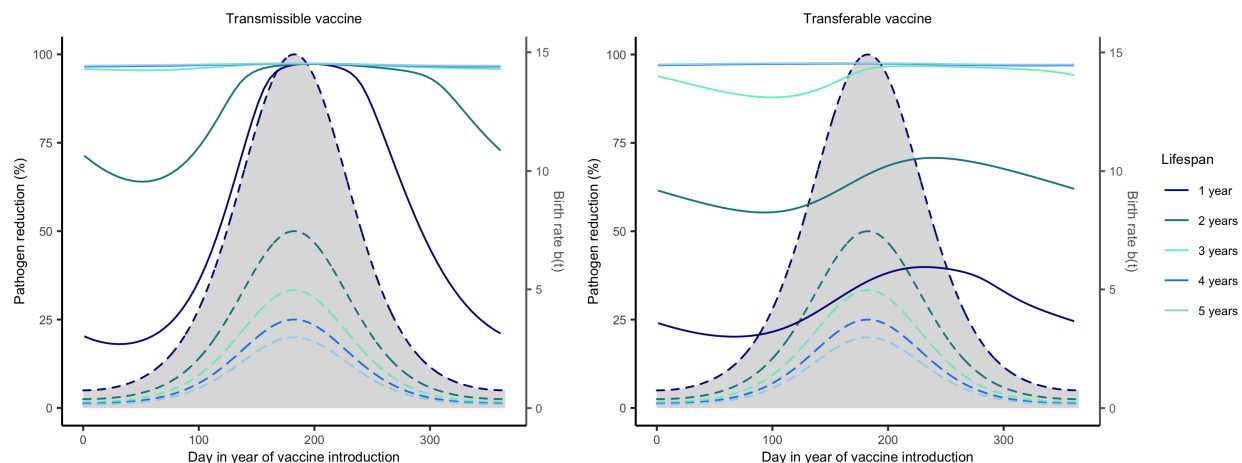 Transmissible vaccine
Pathogen reduction (%)
100
75
50
25
0
0
100
200
300
Day in year of vaccine introduction
15
10
5
0
Birth rate b(t)
Transferable vaccine
Pathogen reduction (%)
100
75
50
25
0
0
100
200
300
Day in year of vaccine introduction
15
10
5
0
Birth rate b(t)
Lifespan
1 year
2 years
3 years
4 years
5 years